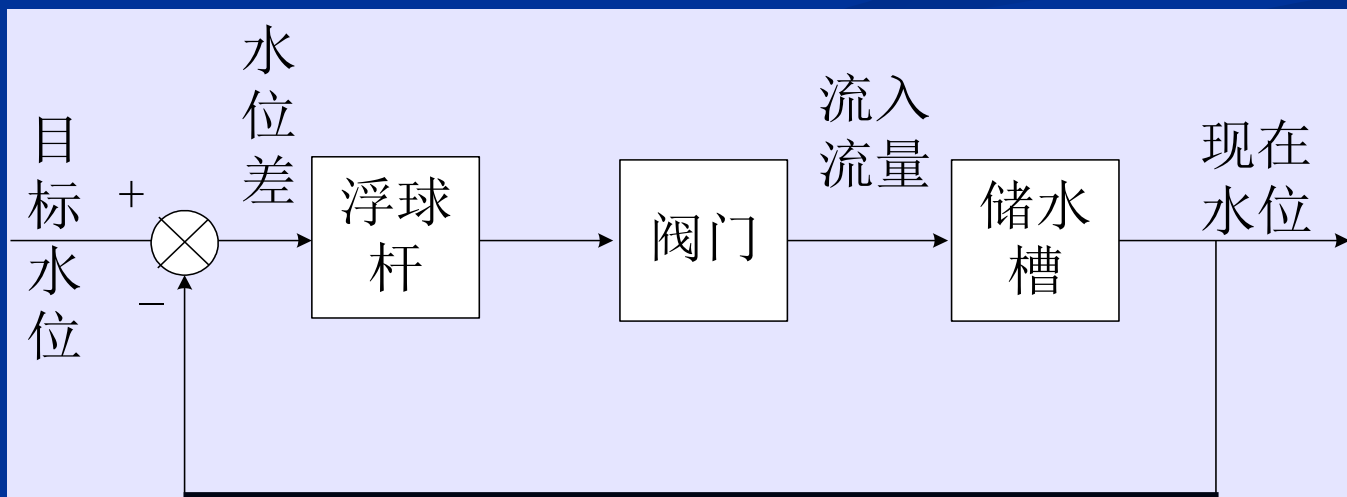 目标水位
+
−
水位差
浮球
杆
阀门
流入
流量
储水
槽
现在
水位